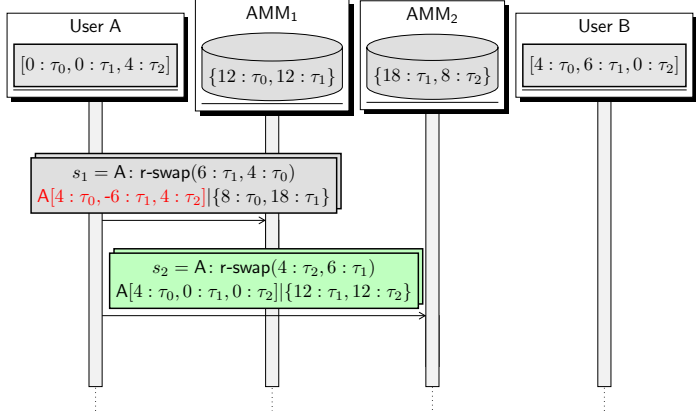 User A
AMM₁
AMM₂
User B
[0 : τ₀, 0 : τ₁, 4 : τ₂]
{12 : τ₀, 12 : τ₁}
{18 : τ₁, 8 : τ₂}
[4 : τ₀, 6 : τ₁, 0 : τ₂]
s₁ = A: r-swap(6 : τ₁, 4 : τ₀)
A[4 : τ₀, -6 : τ₁, 4 : τ₂]|{8 : τ₀, 18 : τ₁}
s₂ = A: r-swap(4 : τ₂, 6 : τ₁)
A[4 : τ₀, 0 : τ₁, 0 : τ₂]|{12 : τ₁, 12 : τ₂}